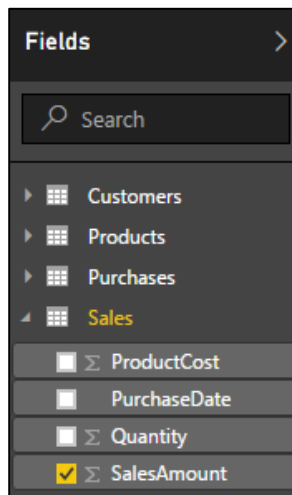 Fields
Search
Customers
Products
Purchases
Sales
Σ ProductCost
PurchaseDate
Σ Quantity
Σ SalesAmount